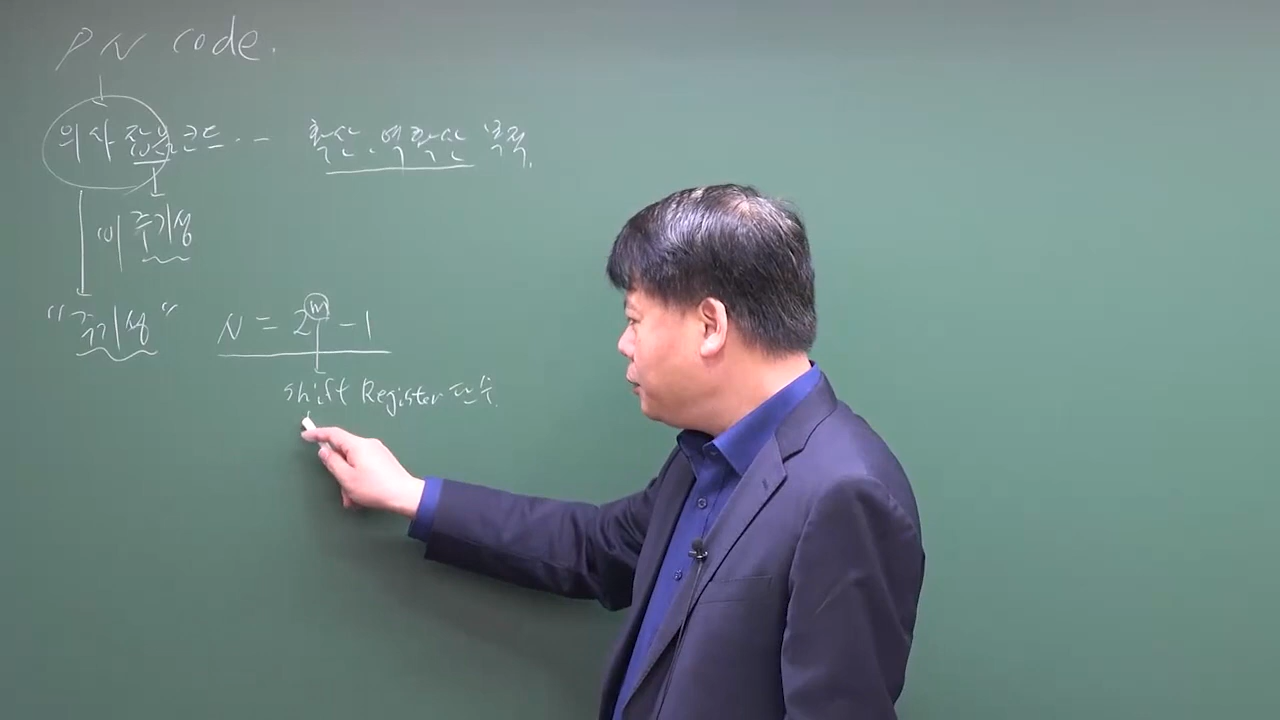 PN code.
의사잡음코드 -- 확산.역확산 목적.
비주기성
"주기성" N = 2^m - 1
shift Register 단수.